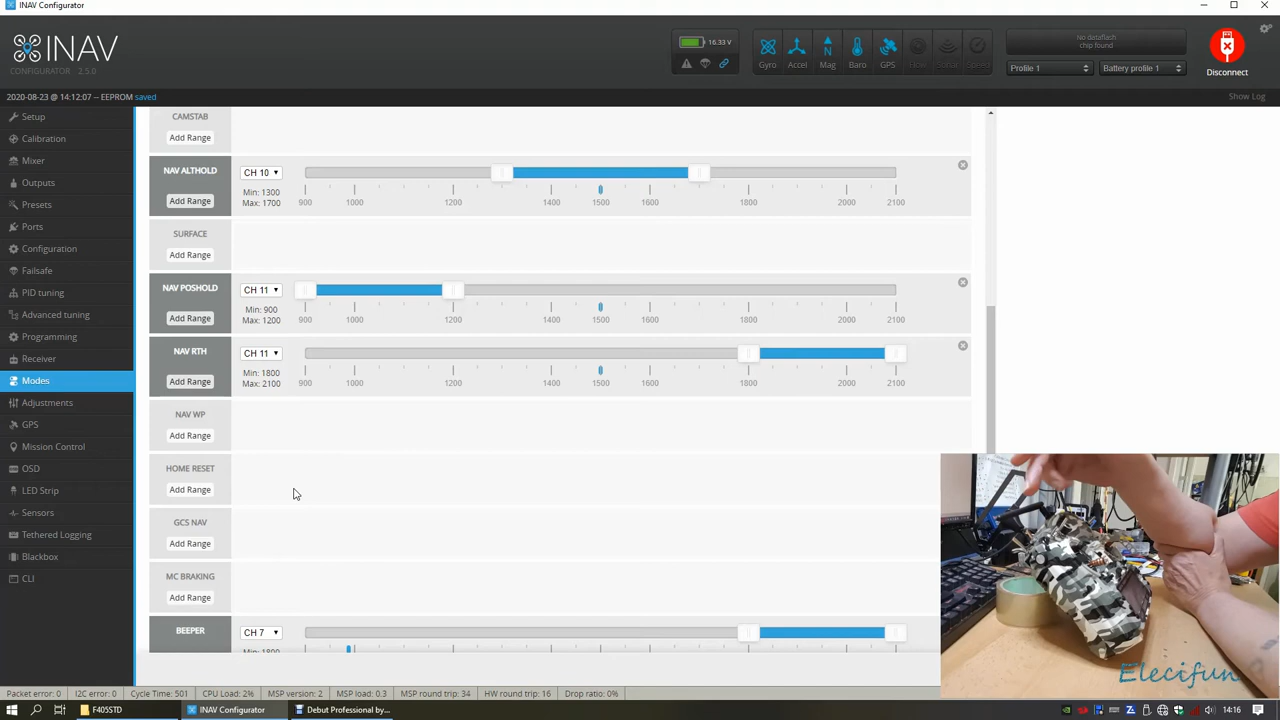 INAV Configurator
INAV
CONFIGURATOR 2.5.0
16.33 V
Gyro
Accel
Mag
Baro
GPS
Flow
Sonar
Speed
No dataflash
chip found
Profile 1
Battery profile 1
Disconnect
2020-08-23 @ 14:12:07 -- EEPROM saved
Show Log
Setup
Calibration
Mixer
Outputs
Presets
Ports
Configuration
Failsafe
PID tuning
Advanced tuning
Programming
Receiver
Modes
Adjustments
GPS
Mission Control
OSD
LED Strip
Sensors
Tethered Logging
Blackbox
CLI
CAMSTAB
Add Range
NAV ALTHOLD
Add Range
CH 10
Min: 1300
Max: 1700
900 1000 1200 1400 1500 1600 1800 2000 2100
SURFACE
Add Range
NAV POSHOLD
Add Range
CH 11
Min: 900
Max: 1200
900 1000 1200 1400 1500 1600 1800 2000 2100
NAV RTH
Add Range
CH 11
Min: 1800
Max: 2100
900 1000 1200 1400 1500 1600 1800 2000 2100
NAV WP
Add Range
HOME RESET
Add Range
GCS NAV
Add Range
MC BRAKING
Add Range
BEEPER
CH 7
Min: 1800
Elecifun
Packet error: 0
I2C error: 0
Cycle Time: 501
CPU Load: 2%
MSP version: 2
MSP load: 0.3
MSP round trip: 34
HW round trip: 16
Drop ratio: 0%
F405STD
INAV Configurator
Debut Professional by...
14:16